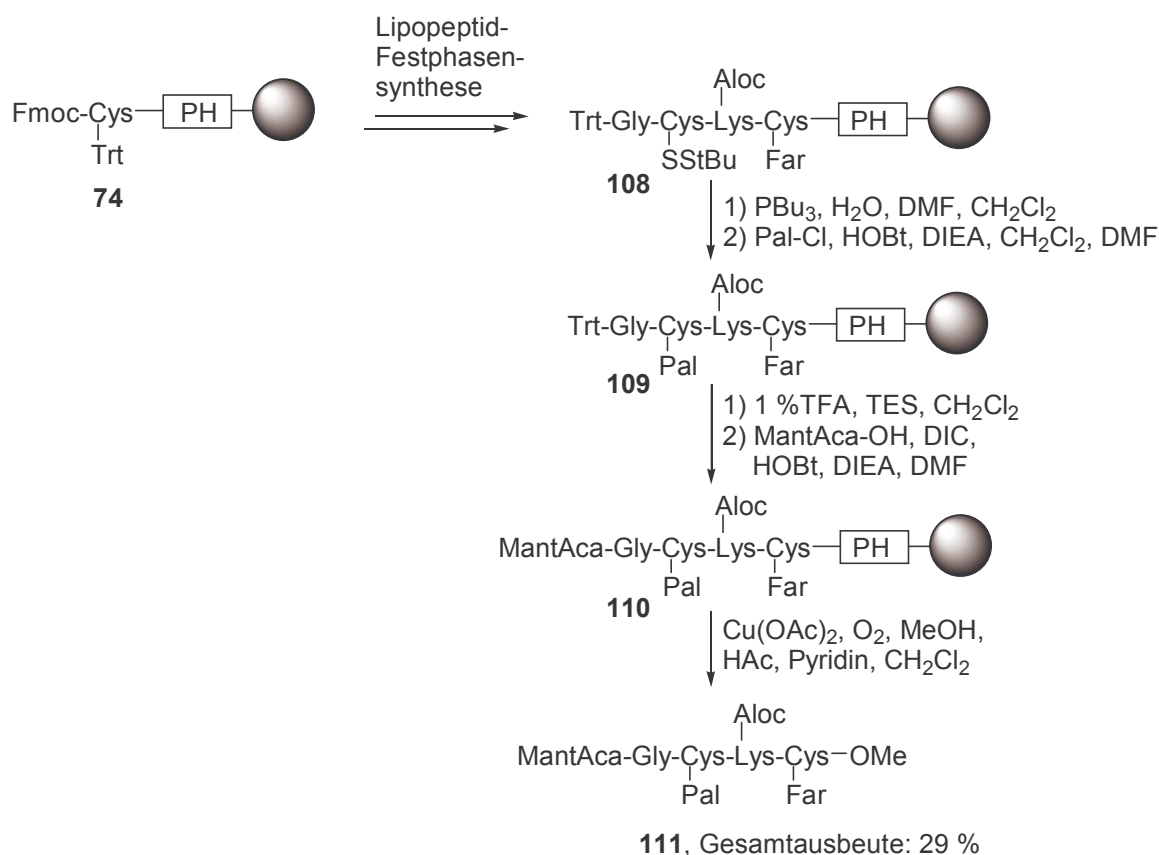 Lipopeptid-
Festphasen-
synthese
Fmoc-Cys PH
Trt
74
Aloc
Trt-Gly-Cys-Lys-Cys PH
SStBu Far
108
1) PBu₃, H₂O, DMF, CH₂Cl₂
2) Pal-Cl, HOBt, DIEA, CH₂Cl₂, DMF
Aloc
Trt-Gly-Cys-Lys-Cys PH
Pal Far
109
1) 1 %TFA, TES, CH₂Cl₂
2) MantAca-OH, DIC,
HOBt, DIEA, DMF
Aloc
MantAca-Gly-Cys-Lys-Cys PH
Pal Far
110
Cu(OAc)₂, O₂, MeOH,
HAc, Pyridin, CH₂Cl₂
Aloc
MantAca-Gly-Cys-Lys-Cys-OMe
Pal Far
111, Gesamtausbeute: 29 %